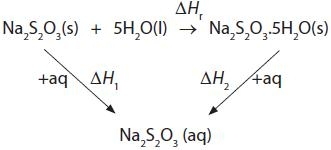 ΔHᵣ
Na₂S₂O₃(s) + 5H₂O(l) → Na₂S₂O₃.5H₂O(s)
+aq ΔH₁ ΔH₂ +aq
Na₂S₂O₃ (aq)